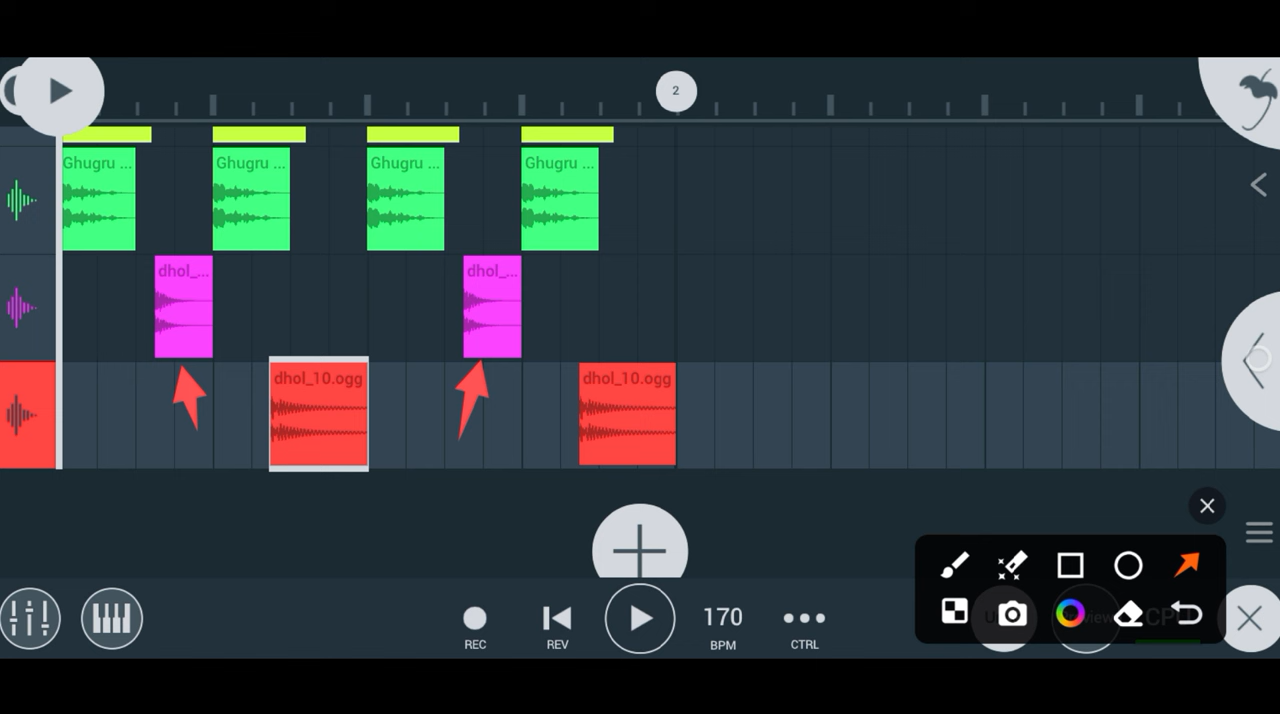 2
Ghugru ...
Ghugru ...
Ghugru ...
Ghugru ...
dhol_...
dhol_...
dhol_10.ogg
dhol_10.ogg
170
REC
REV
BPM
CTRL